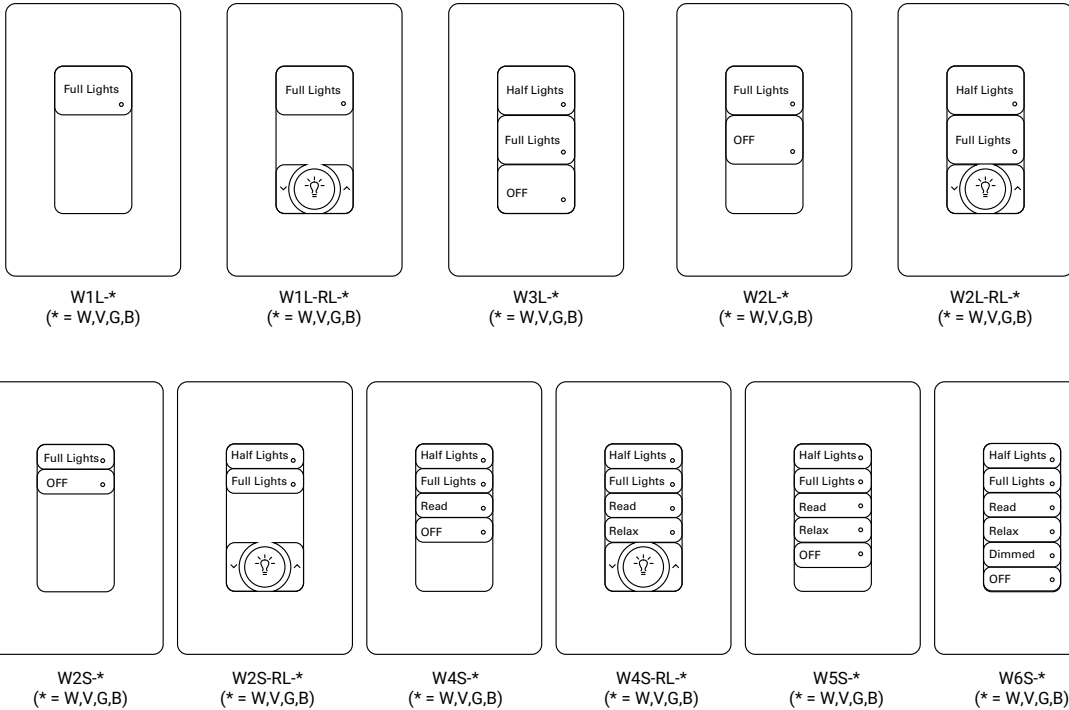 Full Lights
W1L-*
(* = W,V,G,B)
Full Lights
W1L-RL-*
(* = W,V,G,B)
Half Lights
Full Lights
OFF
W3L-*
(* = W,V,G,B)
Full Lights
OFF
W2L-*
(* = W,V,G,B)
Half Lights
Full Lights
W2L-RL-*
(* = W,V,G,B)
Full Lights
OFF
W2S-*
(* = W,V,G,B)
Half Lights
Full Lights
W2S-RL-*
(* = W,V,G,B)
Half Lights
Full Lights
Read
OFF
W4S-*
(* = W,V,G,B)
Half Lights
Full Lights
Read
Relax
W4S-RL-*
(* = W,V,G,B)
Half Lights
Full Lights
Read
Relax
OFF
W5S-*
(* = W,V,G,B)
Half Lights
Full Lights
Read
Relax
Dimmed
OFF
W6S-*
(* = W,V,G,B)